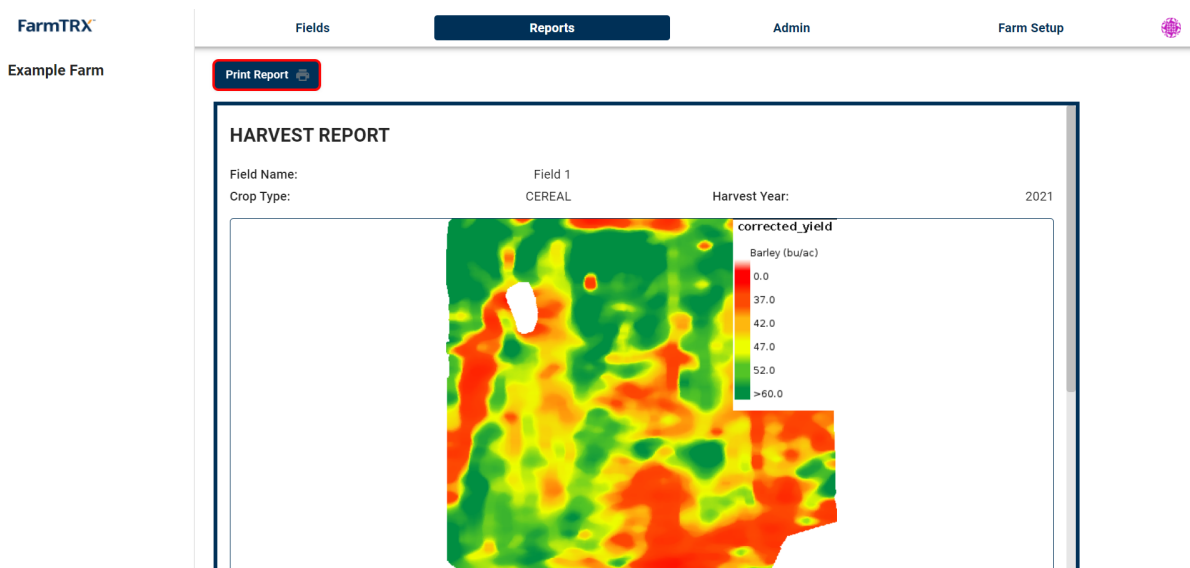 FarmTRX
Fields Reports Admin Farm Setup
Example Farm
Print Report
HARVEST REPORT
Field Name: Field 1
Crop Type: CEREAL Harvest Year: 2021
corrected_yield
Barley (bu/ac)
0.0
37.0
42.0
47.0
52.0
>60.0